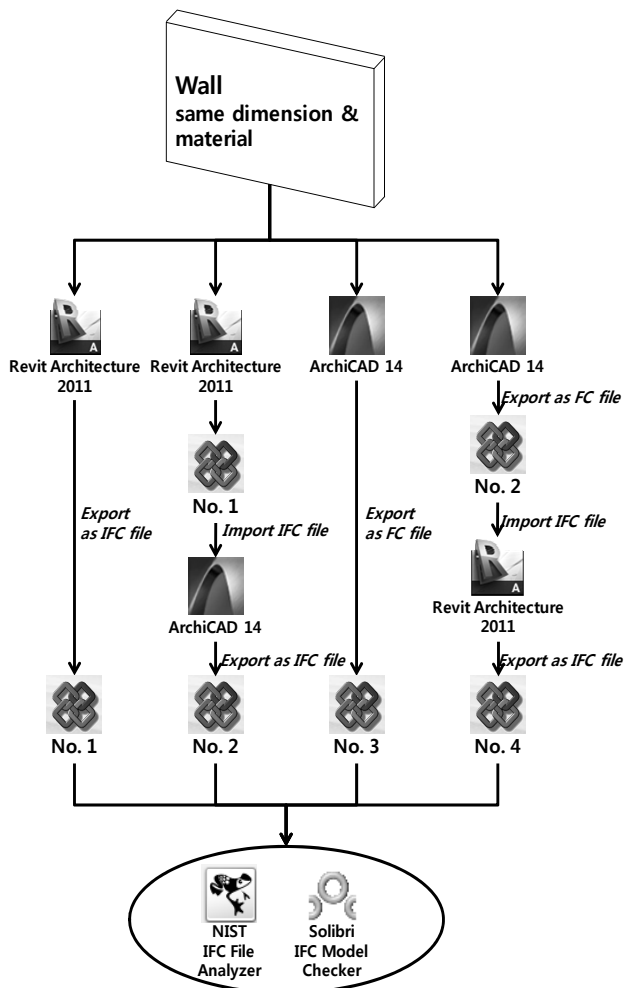 Wall
same dimension &
material
Revit Architecture
2011
Revit Architecture
2011
ArchiCAD 14
ArchiCAD 14
Export as FC file
No. 1
No. 2
Export
as IFC file
Import IFC file
Export
as FC file
Import IFC file
ArchiCAD 14
Revit Architecture
2011
Export as IFC file
Export as IFC file
No. 1
No. 2
No. 3
No. 4
NIST
IFC File
Analyzer
Solibri
IFC Model
Checker